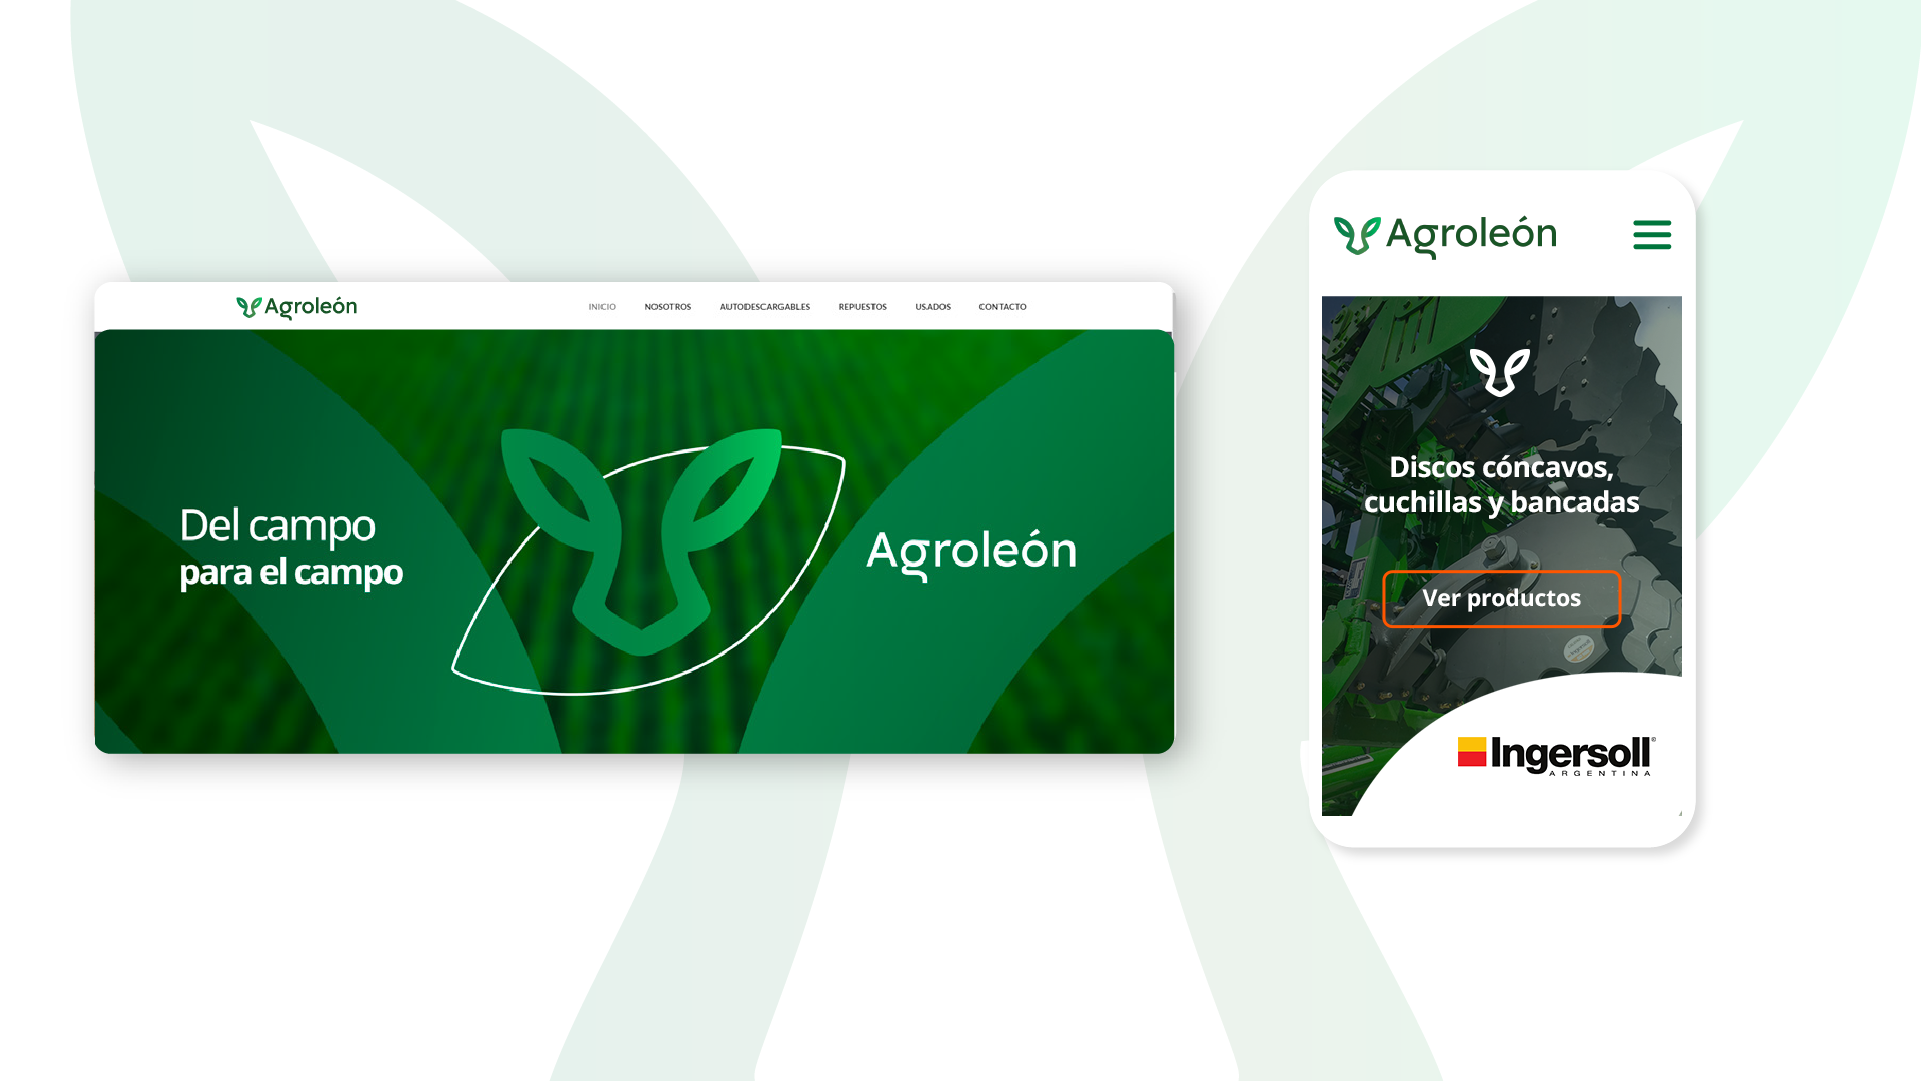 Agroleón
INICIO NOSOTROS AUTODESCARGABLES REPUESTOS USADOS CONTACTO
Del campo
para el campo
Agroleón
Agroleón
Discos cóncavos,
cuchillas y bancadas
Ver productos
Ingersoll®
ARGENTINA